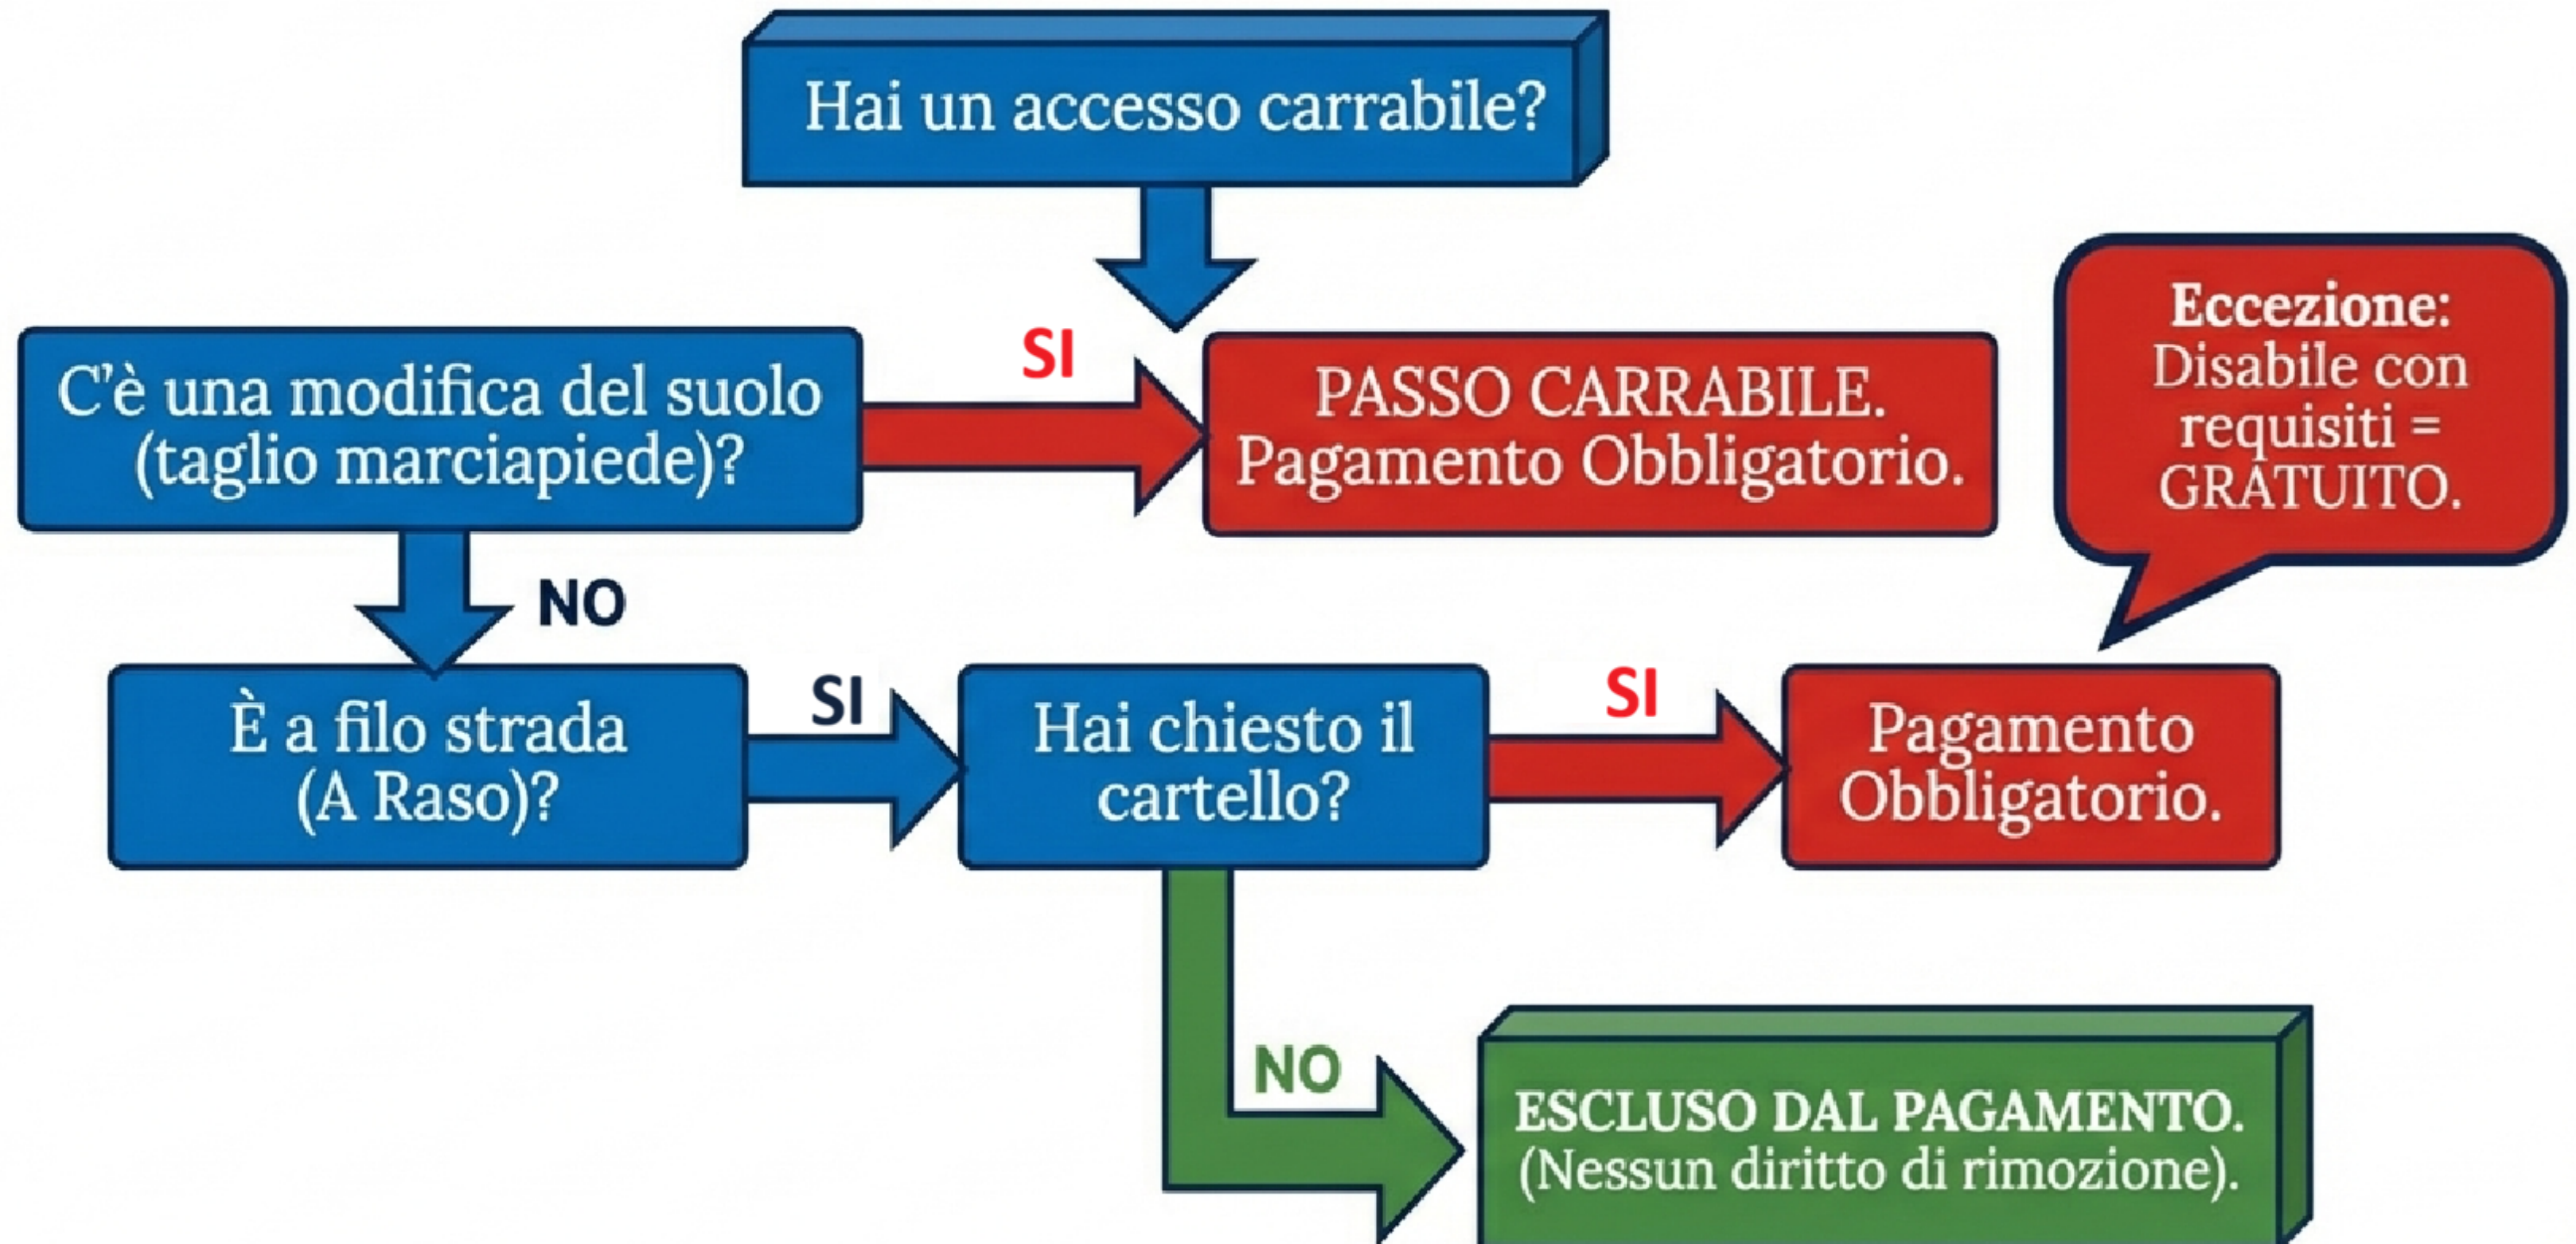 Hai un accesso carrabile?
C'è una modifica del suolo
(taglio marciapiede)?
SI
PASSO CARRABILE.
Pagamento Obbligatorio.
Eccezione:
Disabile con
requisiti =
GRATUITO.
NO
È a filo strada
(A Raso)?
SI
Hai chiesto il
cartello?
SI
Pagamento
Obbligatorio.
NO
ESCLUSO DAL PAGAMENTO.
(Nessun diritto di rimozione).